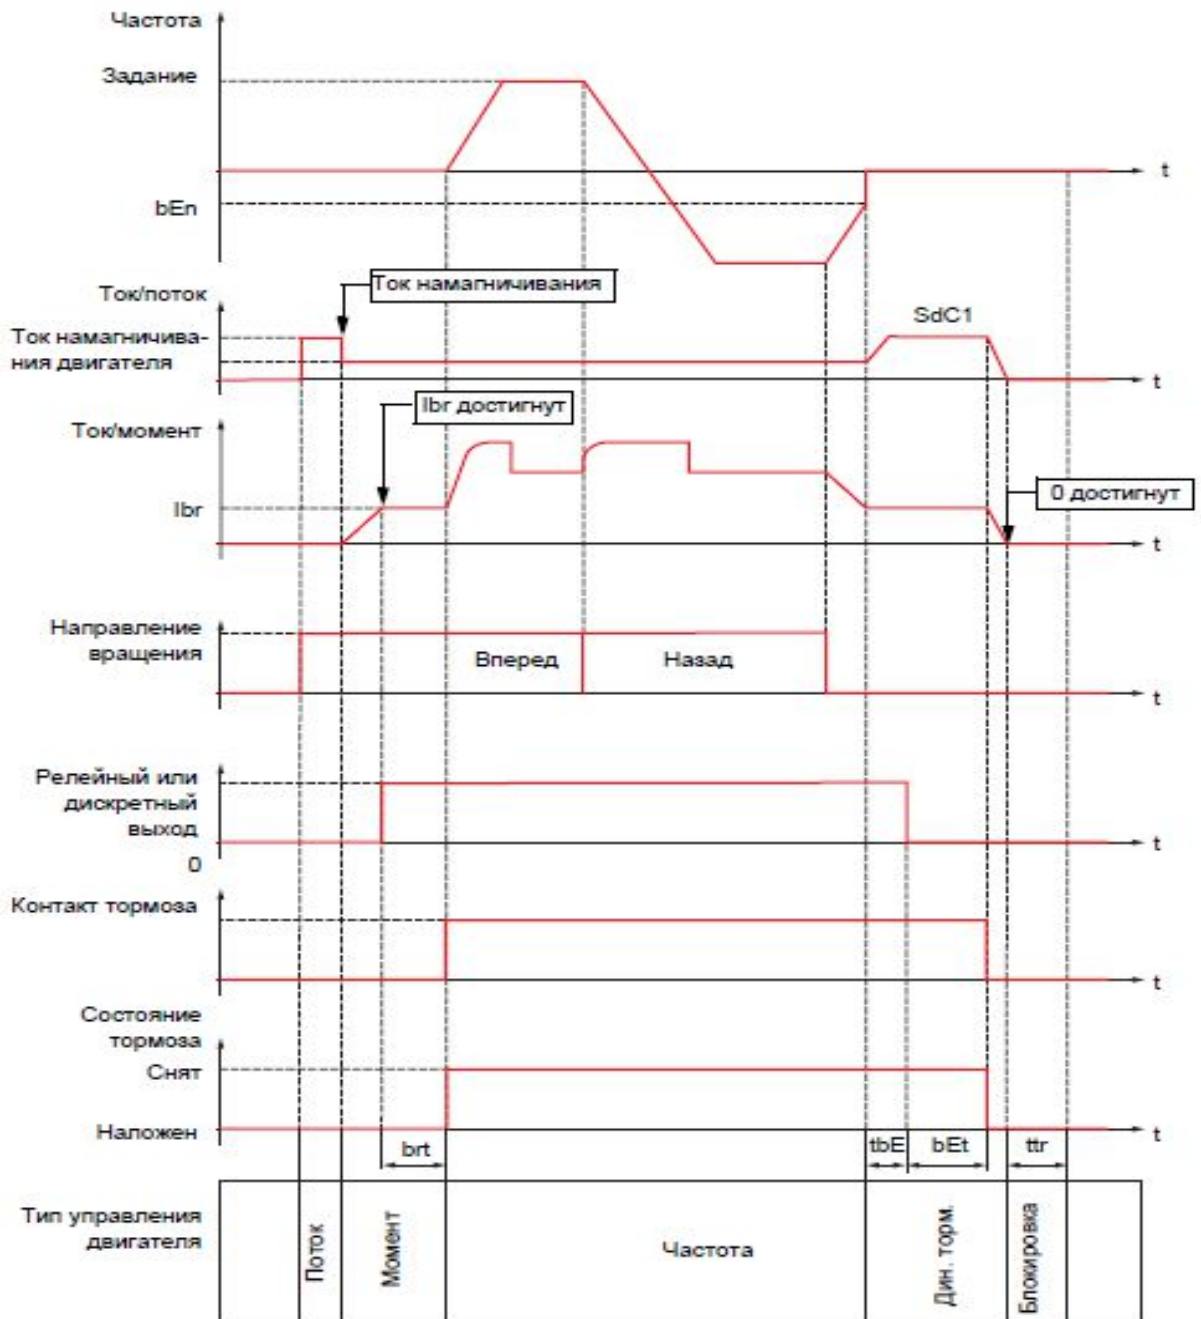 Частота
Задание
t
bEn
Ток намагничивания
Ток/поток
SdC1
Ток намагничива-
ния двигателя
t
Ibr достигнут
Ток/момент
0 достигнут
Ibr
t
Направление
вращения
Вперед
Назад
t
Релейный или
дискретный
выход
t
0
Контакт тормоза
t
Состояние
тормоза
Снят
Наложен
t
brt
tbE
bEt
ttr
Тип управления
двигателя
Поток
Момент
Частота
Дин. торм.
Блокировка